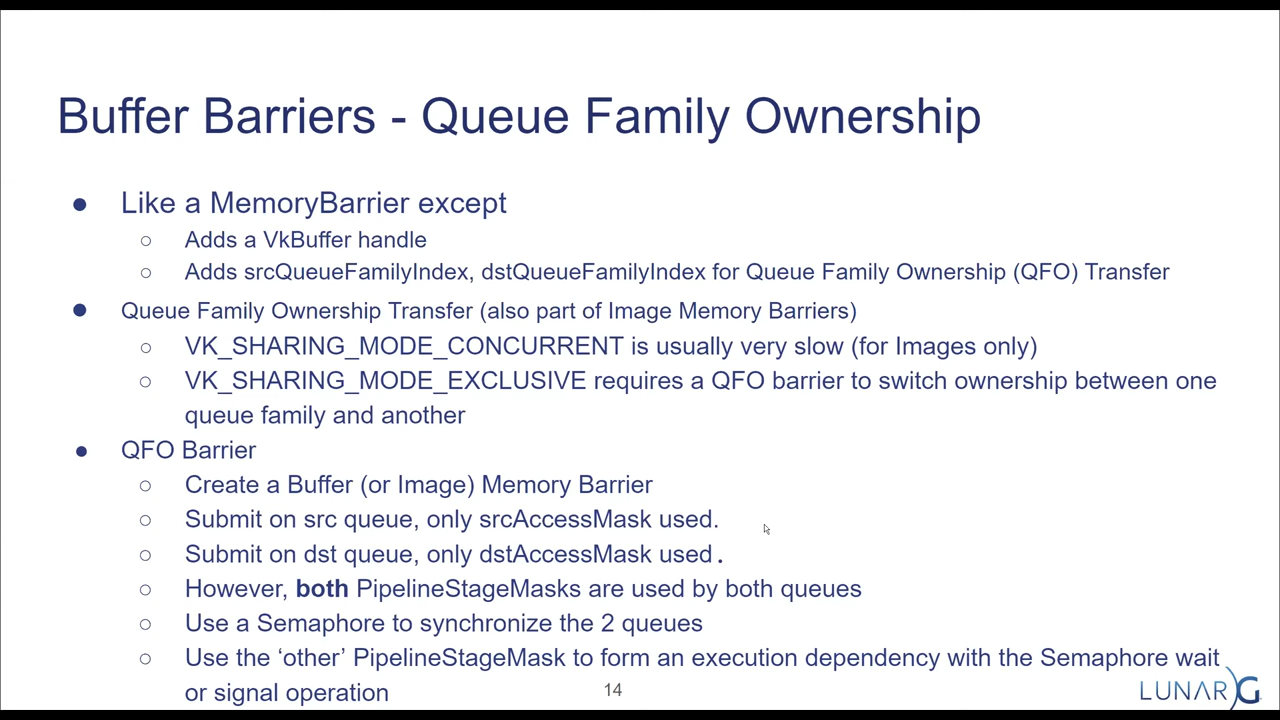 Buffer Barriers - Queue Family Ownership
● Like a MemoryBarrier except
○ Adds a VkBuffer handle
○ Adds srcQueueFamilyIndex, dstQueueFamilyIndex for Queue Family Ownership (QFO) Transfer
● Queue Family Ownership Transfer (also part of Image Memory Barriers)
○ VK_SHARING_MODE_CONCURRENT is usually very slow (for Images only)
○ VK_SHARING_MODE_EXCLUSIVE requires a QFO barrier to switch ownership between one
queue family and another
● QFO Barrier
○ Create a Buffer (or Image) Memory Barrier
○ Submit on src queue, only srcAccessMask used.
○ Submit on dst queue, only dstAccessMask used.
○ However, both PipelineStageMasks are used by both queues
○ Use a Semaphore to synchronize the 2 queues
○ Use the ‘other’ PipelineStageMask to form an execution dependency with the Semaphore wait
or signal operation
14
LUNAR)G